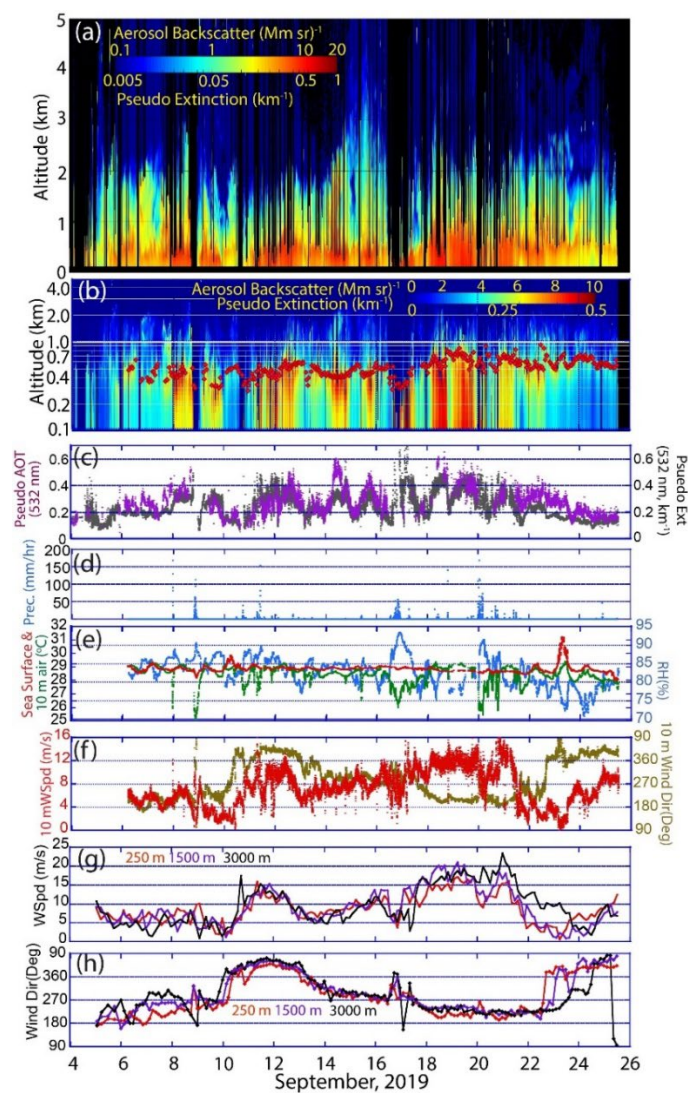 (a) Aerosol Backscatter (Mm sr)⁻¹
0.1 1 10 20
0.005 0.05 0.5 1
Pseudo Extinction (km⁻¹)
Altitude (km)
5
4
3
2
1
0
(b) Aerosol Backscatter (Mm sr)⁻¹ 0 2 4 6 8 10
Pseudo Extinction (km⁻¹) 0 0.25 0.5
Altitude (km)
4.0
2.0
1.0
0.7
0.4
0.2
0.1
(c)
Pseudo AOT
(532 nm)
0.6
0.4
0.2
0
0.6
0.4
0.2
0
Psuedo Ext
(532 nm, km⁻¹)
(d)
Prec. (mm/hr)
200
150
100
50
(e)
Sea Surface &
10 m air (°C)
31
30
29
28
26
25
95
90
85
80
75
70
RH(%)
(f)
10 mWSpd (m/s)
16
12
8
4
0
90
360
270
180
90
10 m Wind Dir(Deg)
(g) 250 m 1500 m 3000 m
WSpd (m/s)
25
20
15
10
5
0
(h)
250 m 1500 m 3000 m
Wind Dir(Deg)
90
360
270
180
90
4 6 8 10 12 14 16 18 20 22 24 26
September, 2019